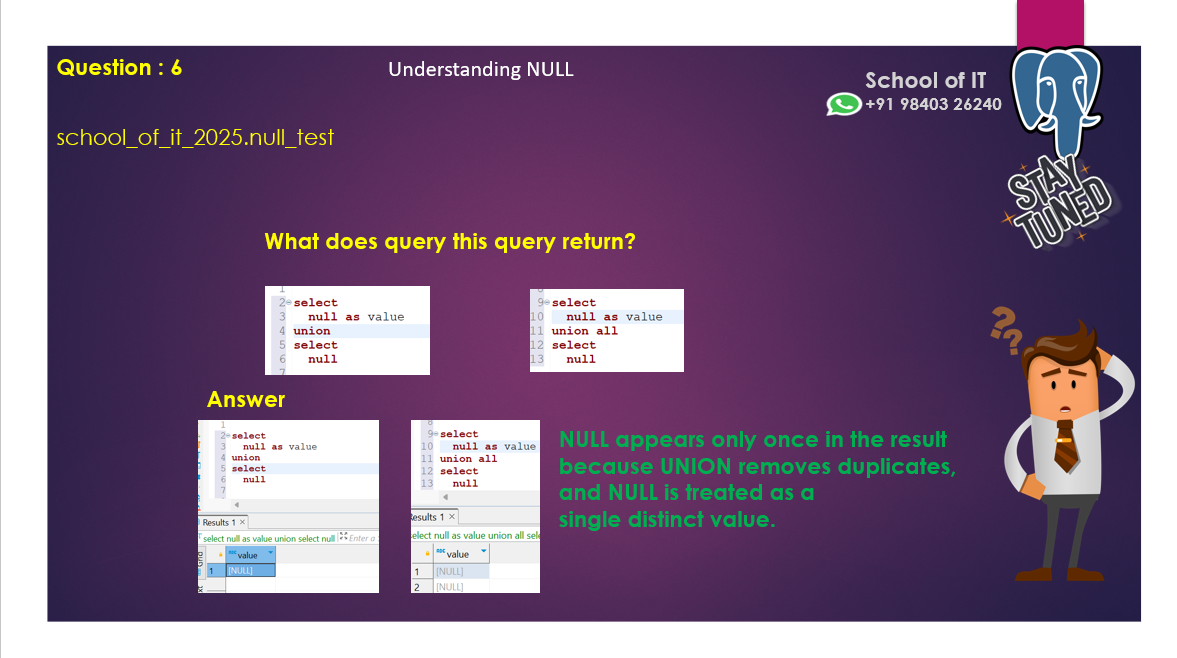 Question : 6
Understanding NULL
School of IT
+91 98403 26240
school_of_it_2025.null_test
STAY
TUNED
What does query this query return?
1
2 select
3 null as value
4 union
5 select
6 null
7
8
9 select
10 null as value
11 union all
12 select
13 null
??
Answer
1
2 select
3 null as value
4 union
5 select
6 null
7
Results 1 ×
select null as value union select null Enter a
Grid
ABC value
1 [NULL]
8
9 select
10 null as value
11 union all
12 select
13 null
esults 1 ×
elect null as value union all sele
ABC value
1 [NULL]
2 [NULL]
NULL appears only once in the result
because UNION removes duplicates,
and NULL is treated as a
single distinct value.